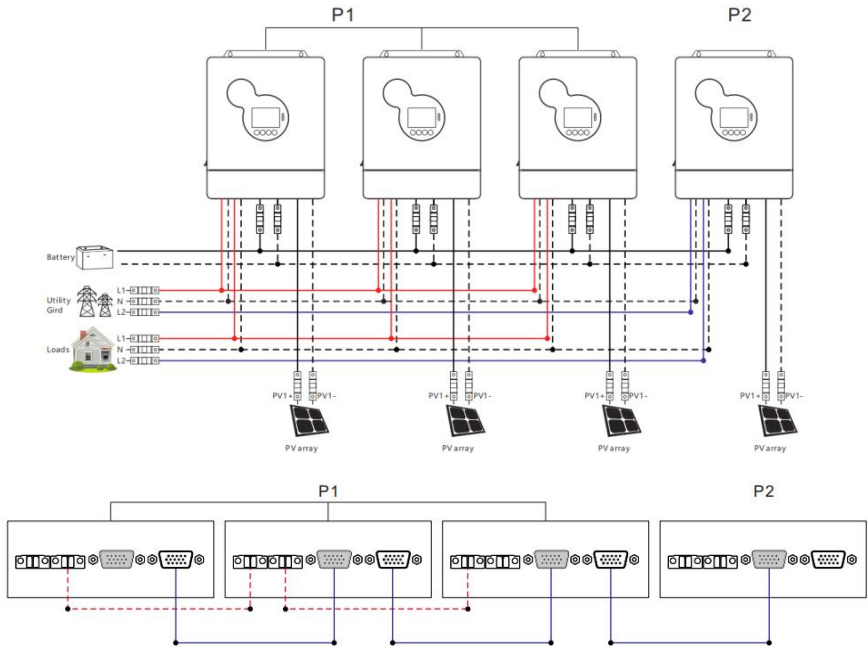 P1 P2
Battery
L1
Utility N
Gird L2
L1
Loads N
L2
PV1+ PV1- PV1+ PV1- PV1+ PV1- PV1+ PV1-
PV array PV array PV array PV array
P1 P2